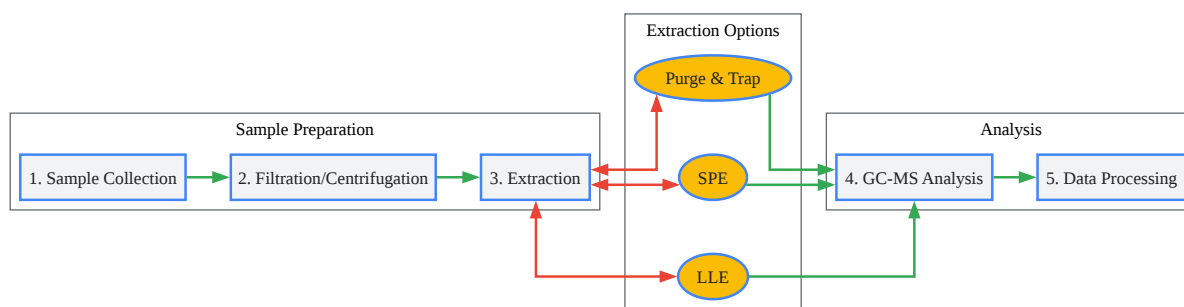 Extraction Options
Purge & Trap
Sample Preparation
Analysis
1. Sample Collection
2. Filtration/Centrifugation
3. Extraction
SPE
4. GC-MS Analysis
5. Data Processing
LLE